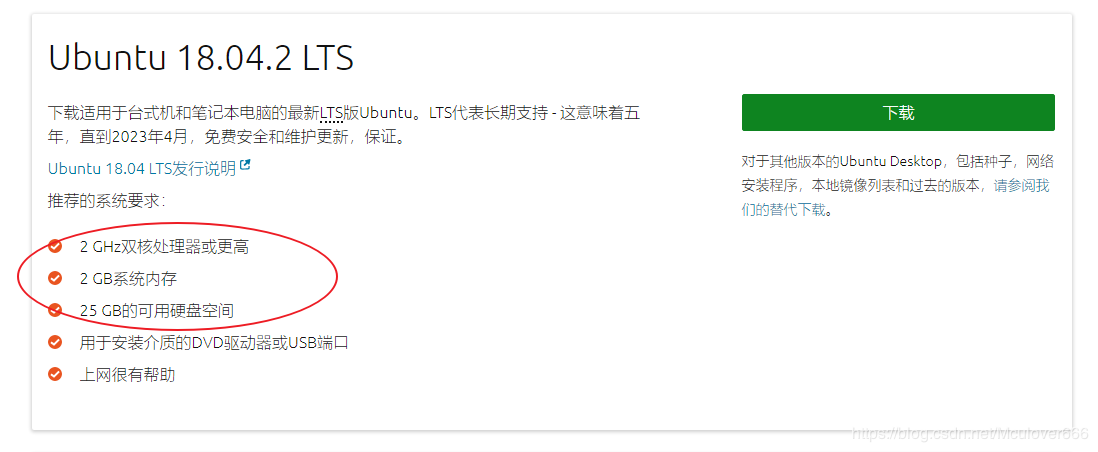 Ubuntu 18.04.2 LTS
下载适用于台式机和笔记本电脑的最新LTS版Ubuntu。LTS代表长期支持 - 这意味着五
年，直到2023年4月，免费安全和维护更新，保证。
Ubuntu 18.04 LTS发行说明
推荐的系统要求：
2 GHz双核处理器或更高
2 GB系统内存
25 GB的可用硬盘空间
用于安装介质的DVD驱动器或USB端口
上网很有帮助
下载
对于其他版本的Ubuntu Desktop，包括种子，网络
安装程序，本地镜像列表和过去的版本，请参阅我
们的替代下载。
https://blog.csdn.net/Mculover666